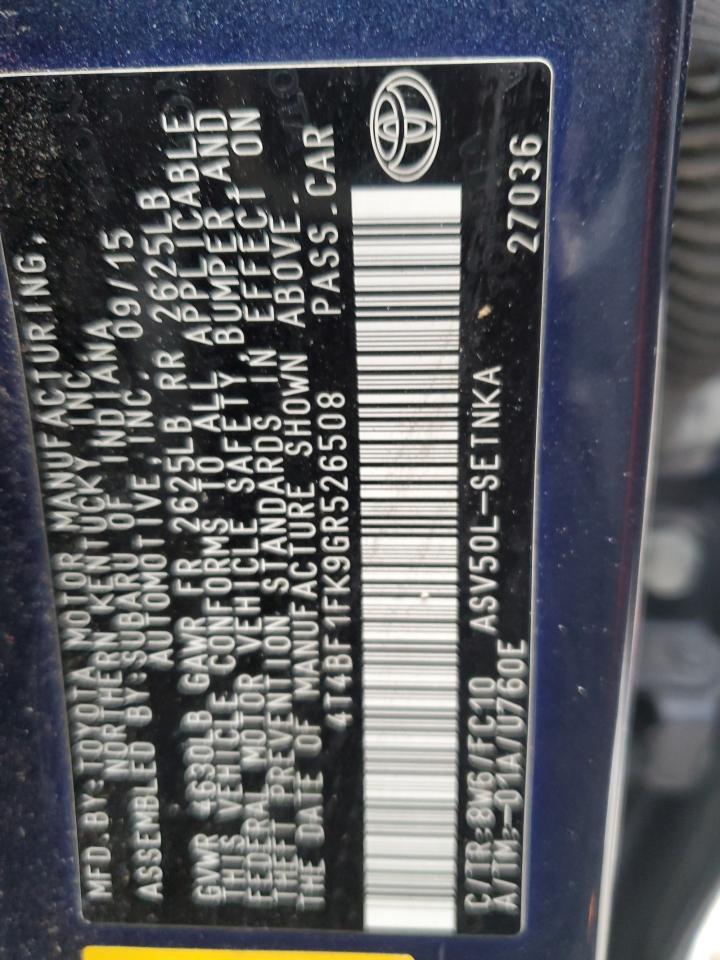 MFD.BY:TOYOTA MOTOR MANUFACTURING,
NORTHERN KENTUCKY INC.
ASSEMBLED BY:SUBARU OF INDIANA
AUTOMOTIVE,INC. 09/15
GVWR 4630LB GAWR FR 2625LB RR 2625LB
THIS VEHICLE CONFORMS TO ALL APPLICABLE
FEDERAL MOTOR VEHICLE SAFETY BUMPER AND
THEFT PREVENTION STANDARDS IN EFFECT ON
THE DATE OF MANUFACTURE SHOWN ABOVE.
4T4BF1FK9GR526508 PASS.CAR
C/TR:8W6/FC10 ASV50L-SETNKA
A/TM:-01A/U760E 27036